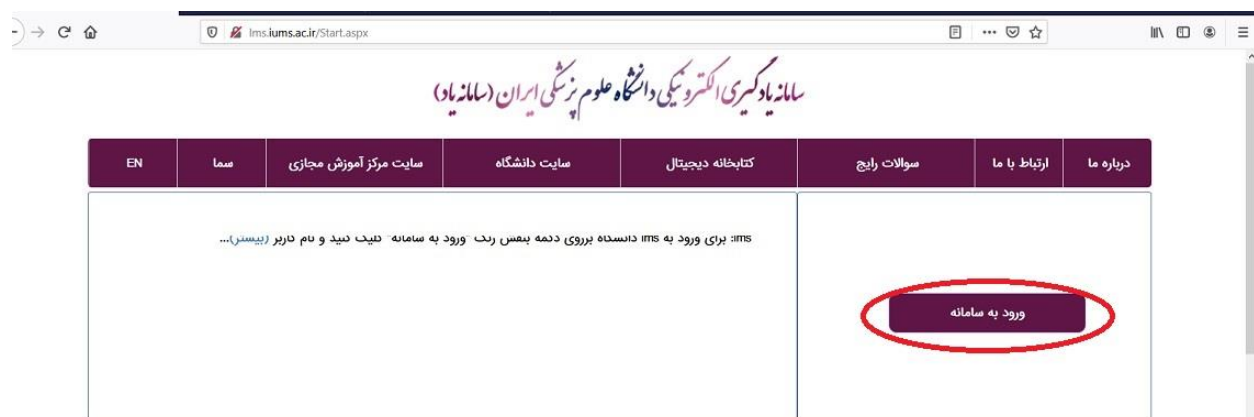 lms.iums.ac.ir/Start.aspx
سامانه یادگیری الکترونیکی دانشگاه علوم پزشکی ایران (سامانه یاد)
درباره ما
ارتباط با ما
سوالات رایج
کتابخانه دیجیتال
سایت دانشگاه
سایت مرکز آموزش مجازی
سما
EN
lms: برای ورود به lms دانشگاه برروی دکمه بنفش رنگ "ورود به سامانه" کلیک کنید و نام کاربر (بیشتر)...
ورود به سامانه